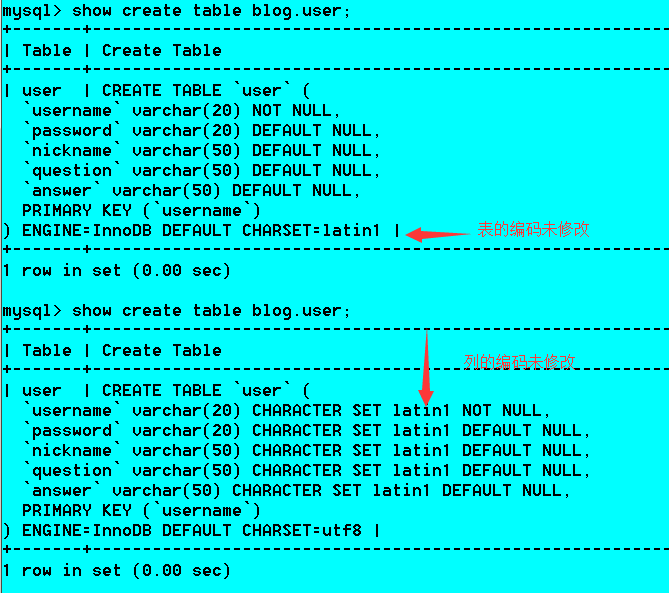 mysql> show create table blog.user;
+-------+-----------------------------------------------------------
| Table | Create Table
+-------+-----------------------------------------------------------
| user  | CREATE TABLE `user` (
  `username` varchar(20) NOT NULL,
  `password` varchar(20) DEFAULT NULL,
  `nickname` varchar(50) DEFAULT NULL,
  `question` varchar(50) DEFAULT NULL,
  `answer` varchar(50) DEFAULT NULL,
  PRIMARY KEY (`username`)
) ENGINE=InnoDB DEFAULT CHARSET=latin1 | 表的编码未修改
+-------+-----------------------------------------------------------
1 row in set (0.00 sec)
mysql> show create table blog.user;
+-------+-----------------------------------------------------------
| Table | Create Table
列的编码未修改
+-------+-----------------------------------------------------------
| user  | CREATE TABLE `user` (
  `username` varchar(20) CHARACTER SET latin1 NOT NULL,
  `password` varchar(20) CHARACTER SET latin1 DEFAULT NULL,
  `nickname` varchar(50) CHARACTER SET latin1 DEFAULT NULL,
  `question` varchar(50) CHARACTER SET latin1 DEFAULT NULL,
  `answer` varchar(50) CHARACTER SET latin1 DEFAULT NULL,
  PRIMARY KEY (`username`)
) ENGINE=InnoDB DEFAULT CHARSET=utf8 |
+-------+-----------------------------------------------------------
1 row in set (0.00 sec)